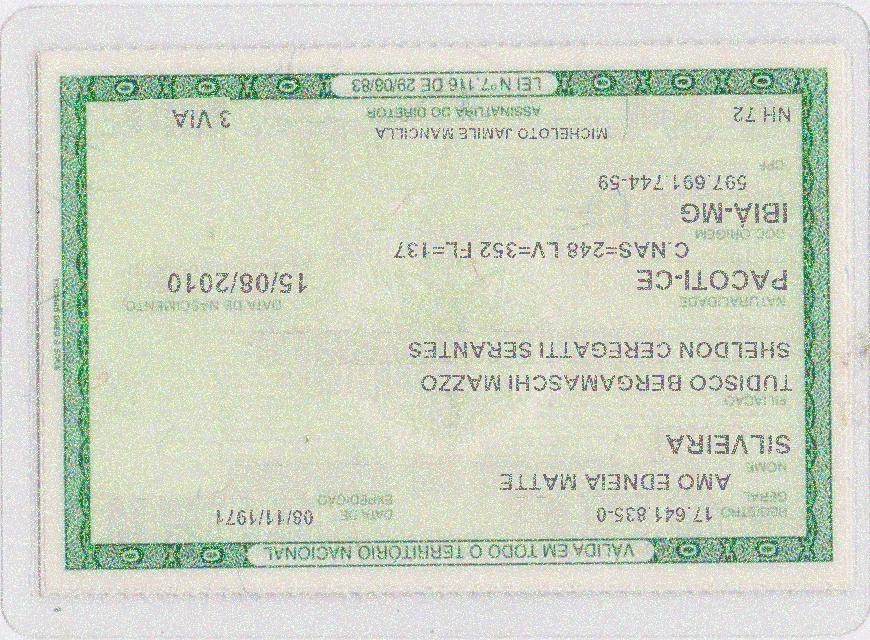 VÁLIDA EM TODO O TERRITÓRIO NACIONAL
REGISTRO GERAL 17.641.835-0 DATA DE EXPEDIÇÃO 08/11/1971
NOME AMO EDNEIA MATTE
SILVEIRA
FILIAÇÃO
TUDISCO BERGAMASCHI MAZZO
SHELDON CEREGATTI SERANTES
NATURALIDADE DATA DE NASCIMENTO
PACOTI-CE 15/08/2010
C.NAS=248 LV=352 FL=137
DOC ORIGEM
IBIÁ-MG
597.691.744-59
CPF
MICHELOTO JAMILE MANCILLA
NH 72 ASSINATURA DO DIRETOR 3 VIA
LEI Nº 7.116 DE 29/08/83